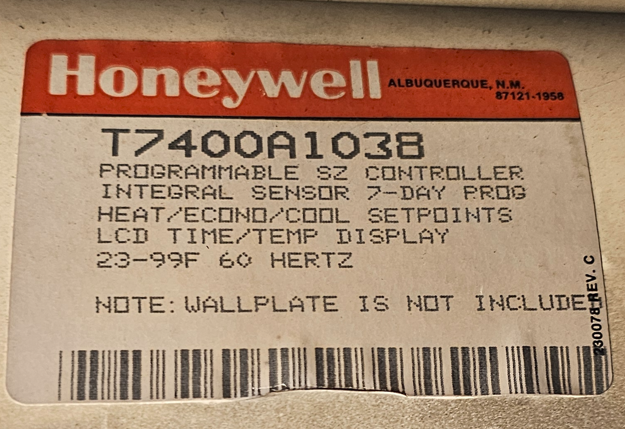 Honeywell ALBUQUERQUE, N.M.
87121-1958
T7400A1038
PROGRAMMABLE SZ CONTROLLER
INTEGRAL SENSOR 7-DAY PROG
HEAT/ECONO/COOL SETPOINTS
LCD TIME/TEMP DISPLAY
23-99F 60 HERTZ
NOTE: WALLPLATE IS NOT INCLUDED
230078 REV. C